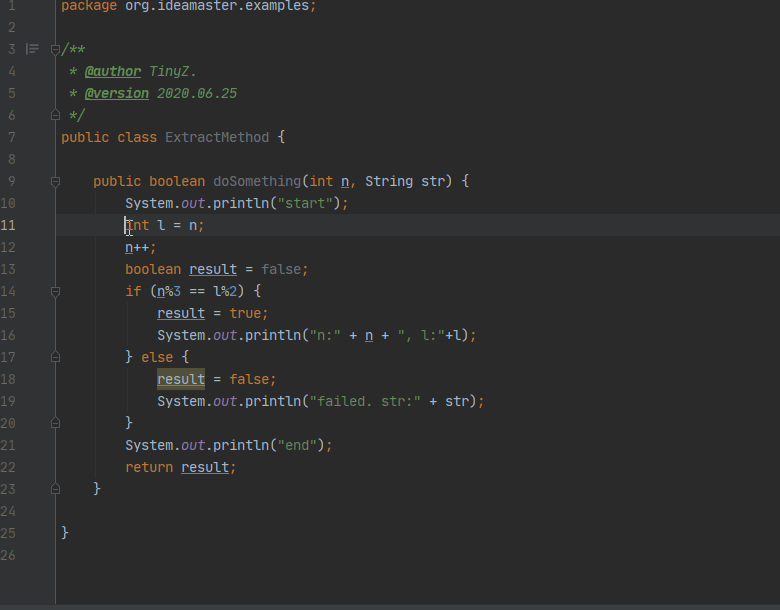 1 package org.ideamaster.examples;
2
3 /**
4 * @author TinyZ.
5 * @version 2020.06.25
6 */
7 public class ExtractMethod {
8
9 public boolean doSomething(int n, String str) {
10 System.out.println("start");
11 int l = n;
12 n++;
13 boolean result = false;
14 if (n%3 == l%2) {
15 result = true;
16 System.out.println("n:" + n + ", l:"+l);
17 } else {
18 result = false;
19 System.out.println("failed. str:" + str);
20 }
21 System.out.println("end");
22 return result;
23 }
24
25 }
26